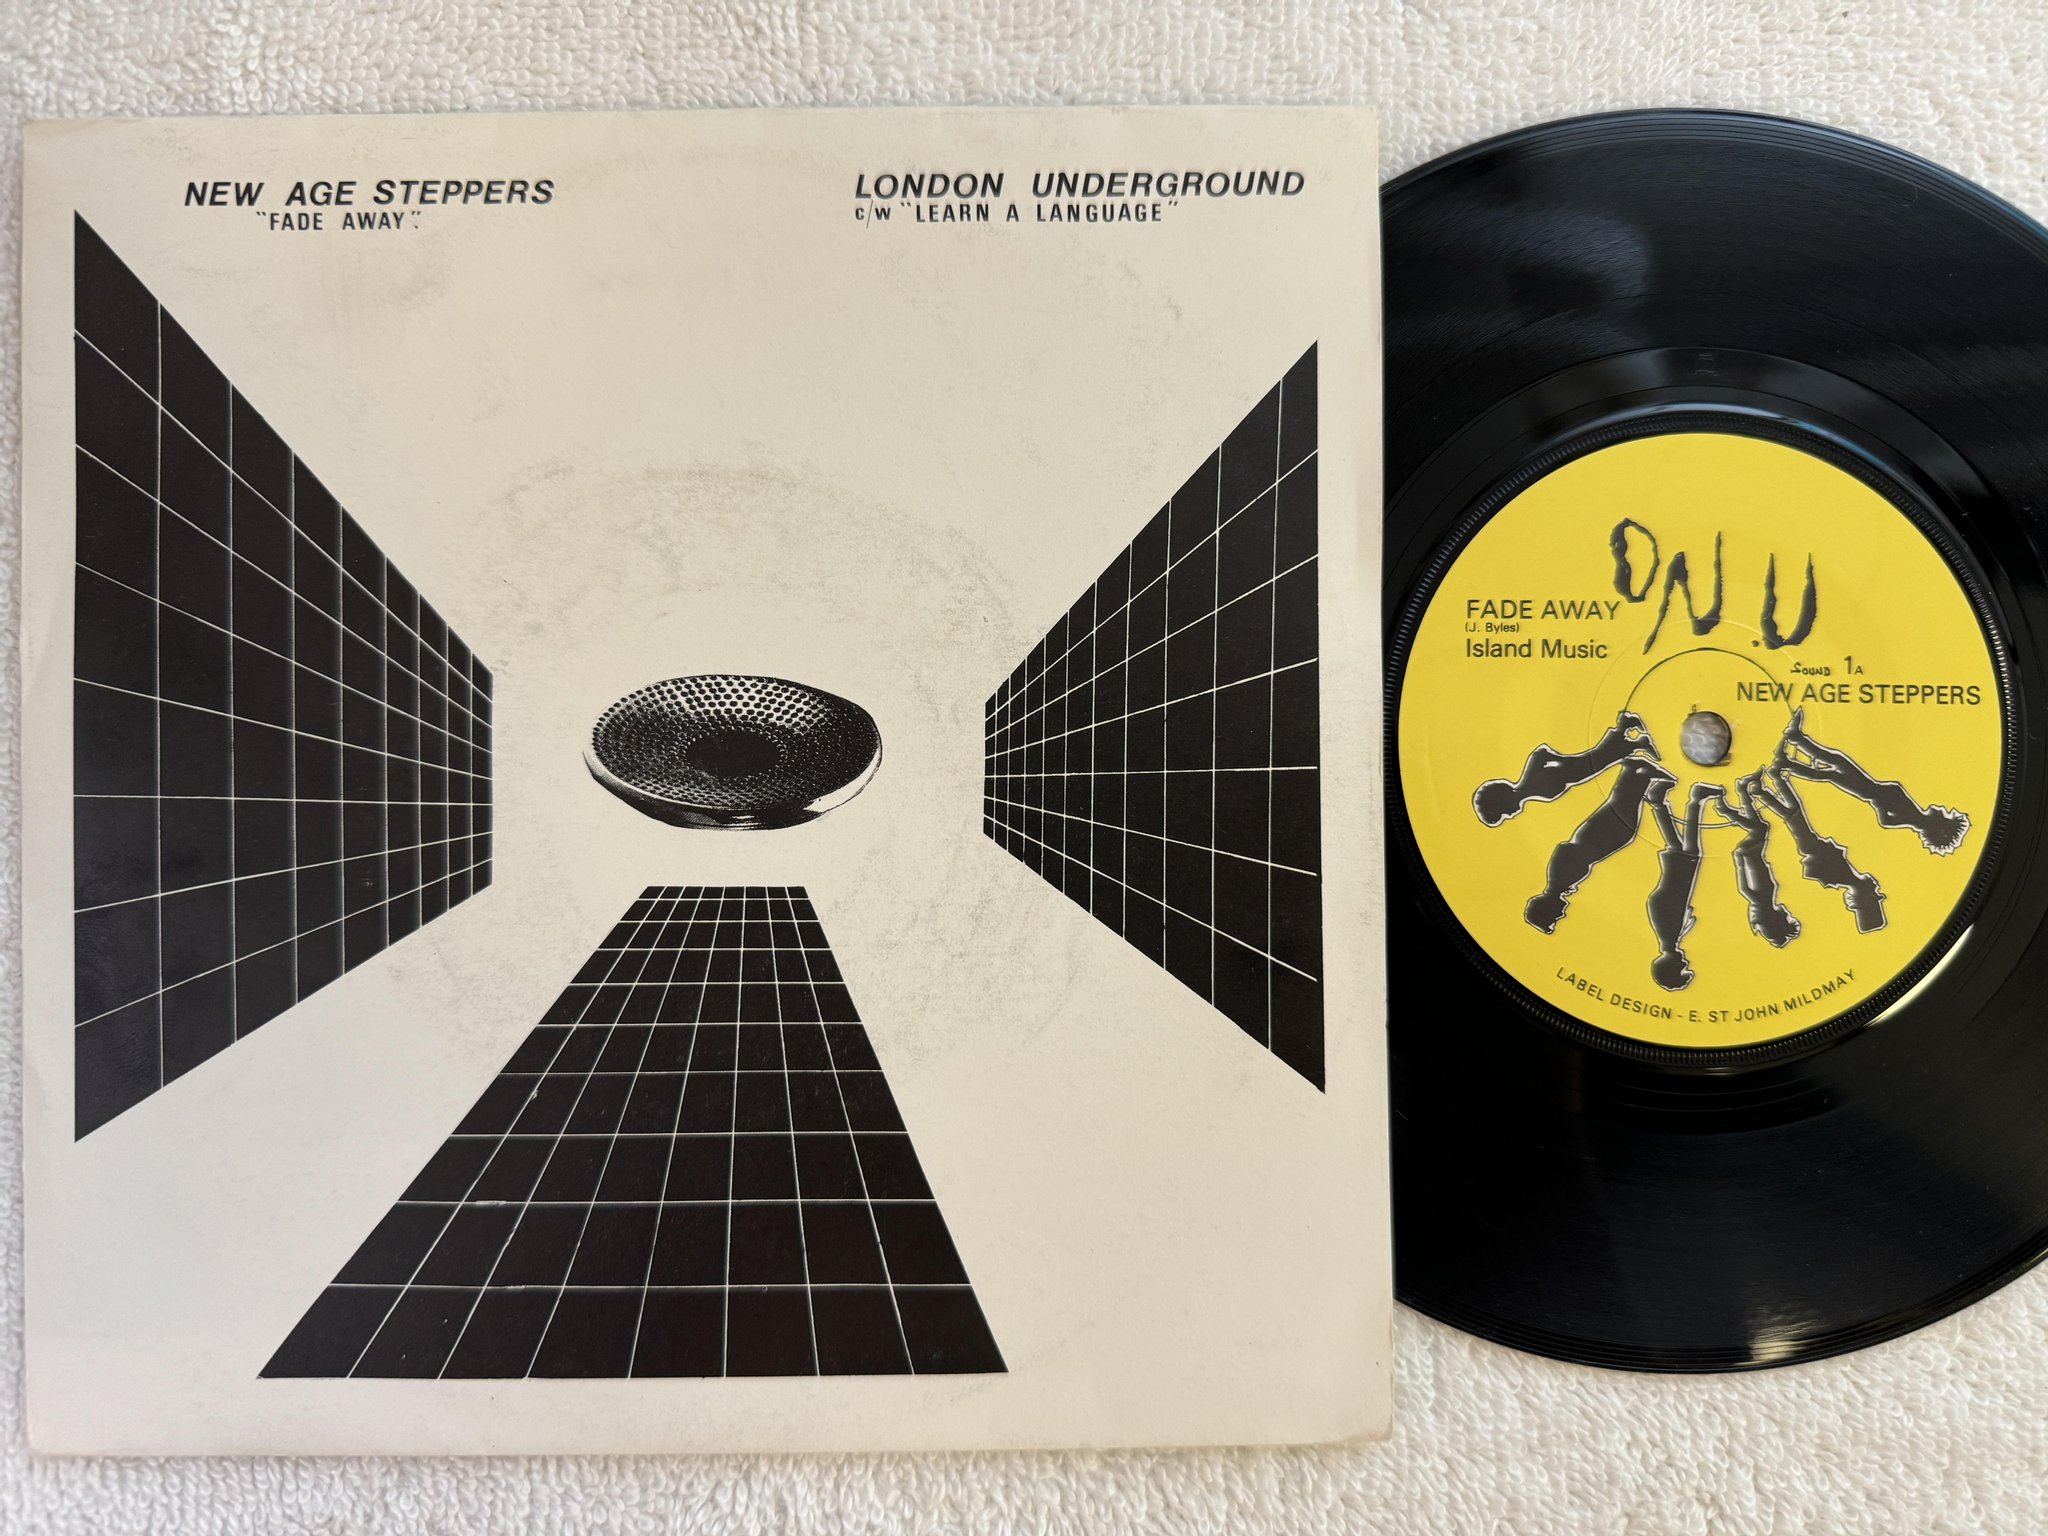 NEW AGE STEPPERS
"FADE AWAY".
LONDON UNDERGROUND
c/w "LEARN A LANGUAGE"
ON.U
SOUND 1A
FADE AWAY
(J. Byles)
Island Music
NEW AGE STEPPERS
LABEL DESIGN - E. ST JOHN MILDMAY